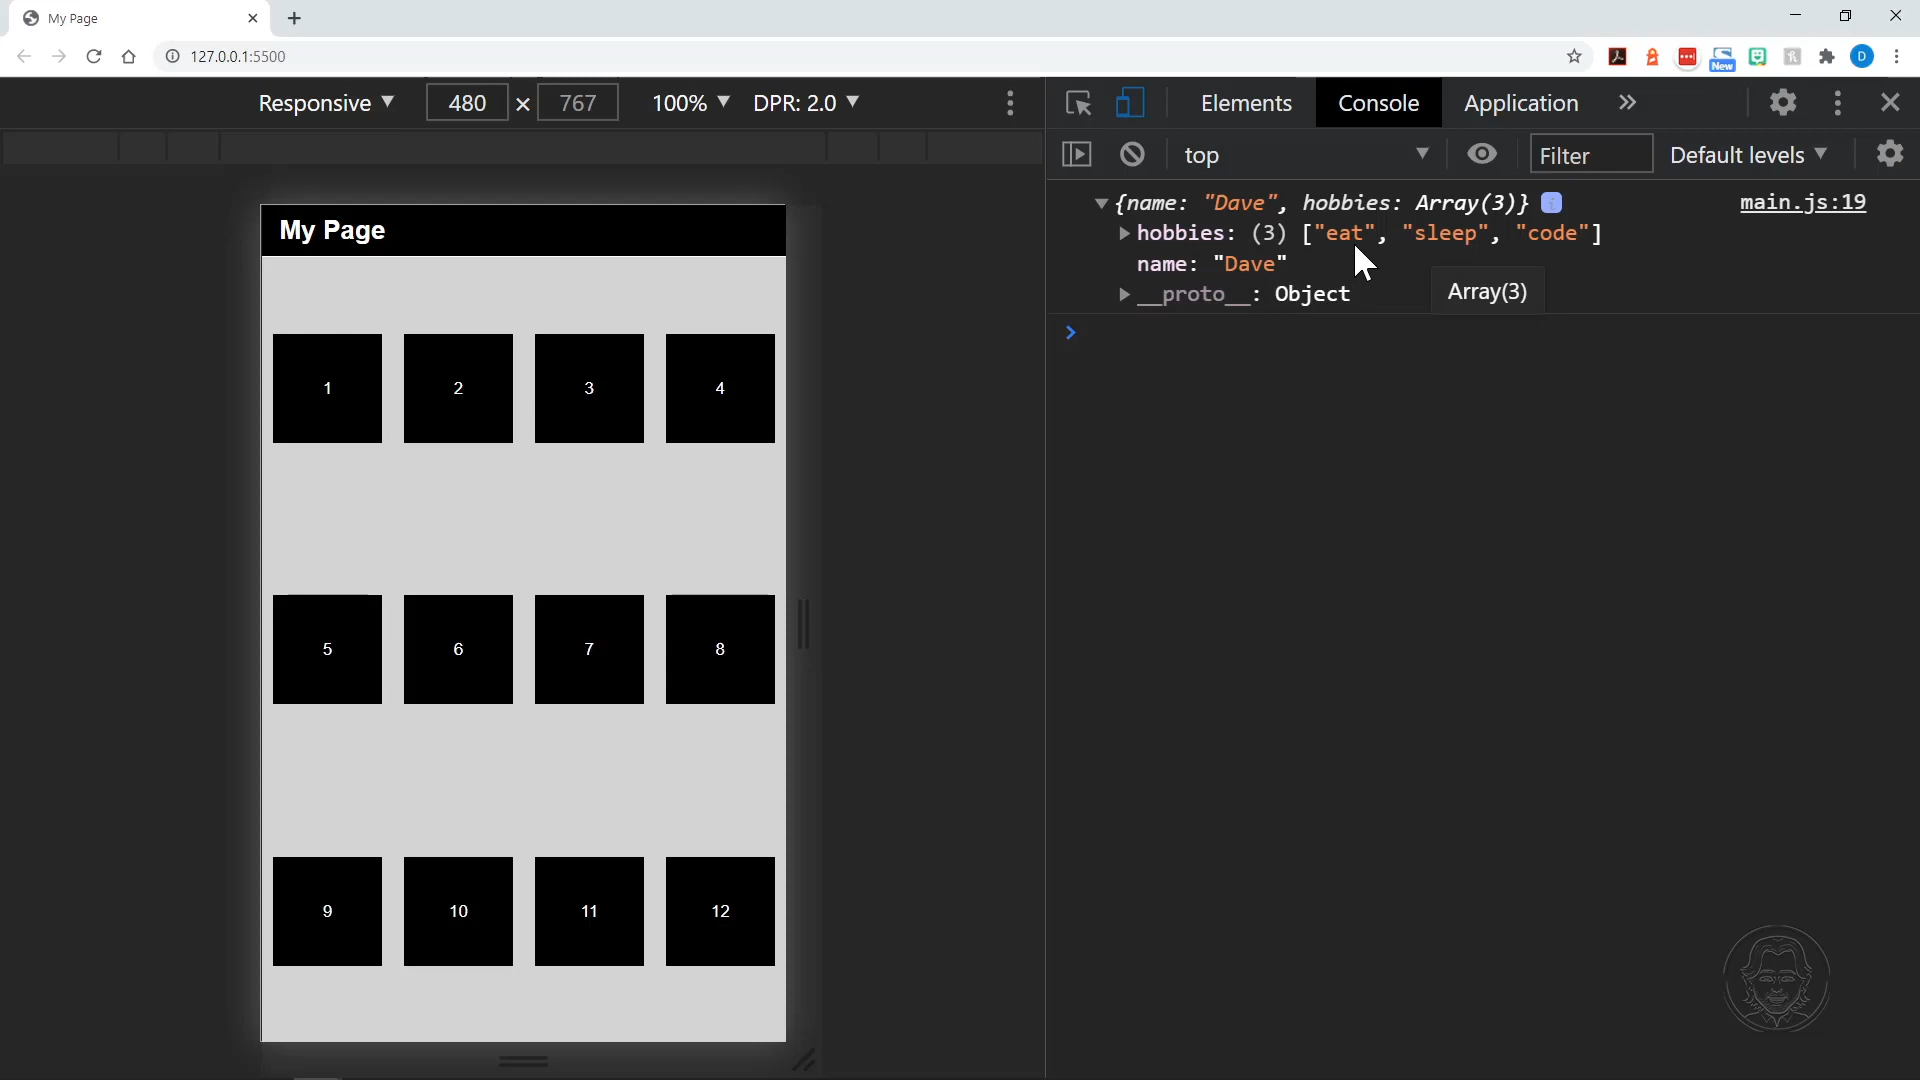 My Page
127.0.0.1:5500
New
D
Responsive 480 × 767 100% DPR: 2.0
Elements Console Application »
top Filter Default levels
My Page
1 2 3 4
5 6 7 8
9 10 11 12
{name: "Dave", hobbies: Array(3)} i main.js:19
hobbies: (3) ["eat", "sleep", "code"]
name: "Dave"
__proto__: Object
Array(3)